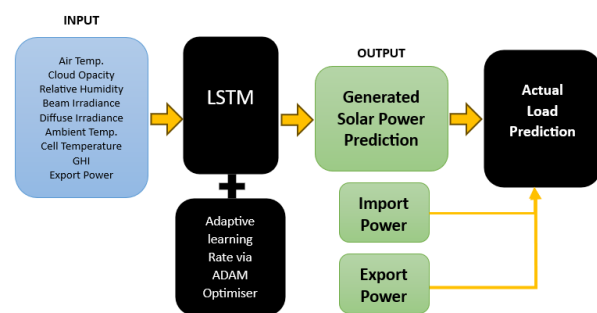 INPUT
Air Temp.
Cloud Opacity
Relative Humidity
Beam Irradiance
Diffuse Irradiance
Ambient Temp.
Cell Temperature
GHI
Export Power
LSTM
Adaptive
learning
Rate via
ADAM
Optimiser
OUTPUT
Generated
Solar Power
Prediction
Import
Power
Export
Power
Actual
Load
Prediction